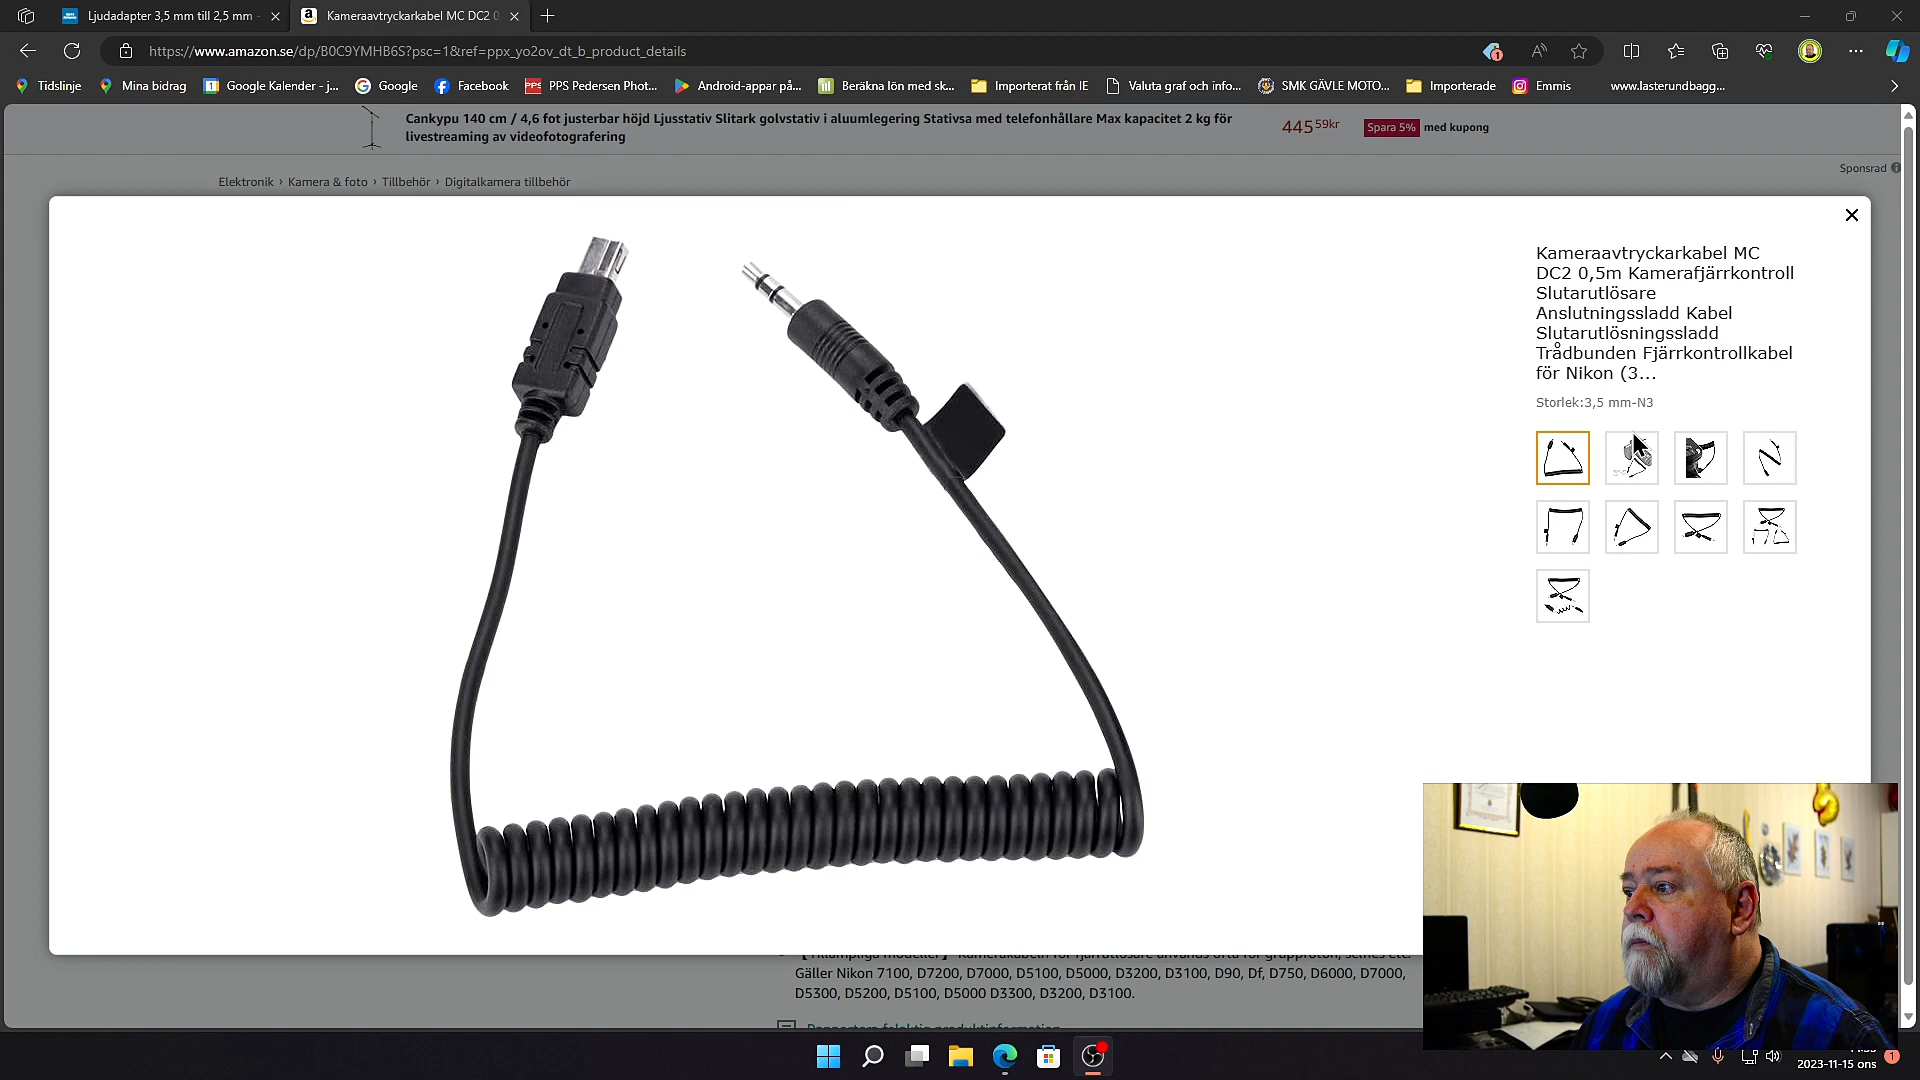 Ljudadapter 3,5 mm till 2,5 mm -
Kameraavtryckarkabel MC DC2 0,
https://www.amazon.se/dp/B0C9YMHB6S?psc=1&ref=ppx_yo2ov_dt_b_product_details
Tidslinje
Mina bidrag
Google Kalender - j...
Google
Facebook
PPS Pedersen Phot...
Android-appar på...
Beräkna lön med sk...
Importerat från IE
Valuta graf och info...
SMK GÄVLE MOTO...
Importerade
Emmis
www.lasterundbagg...
Cankypu 140 cm / 4,6 fot justerbar höjd Ljusstativ Slitark golvstativ i aluumlegering Stativsa med telefonhållare Max kapacitet 2 kg för
livestreaming av videofotografering
445 59kr
Spara 5% med kupong
Sponsrad
Elektronik › Kamera & foto › Tillbehör › Digitalkamera tillbehör
Kameraavtryckarkabel MC
DC2 0,5m Kamerafjärrkontroll
Slutarutlösare
Anslutningssladd Kabel
Slutarutlösningssladd
Trådbunden Fjärrkontrollkabel
för Nikon (3...
Storlek:3,5 mm-N3
Gäller Nikon 7100, D7200, D7000, D5100, D5000, D3200, D3100, D90, Df, D750, D6000, D7000,
D5300, D5200, D5100, D5000 D3300, D3200, D3100.
2023-11-15 ons
1